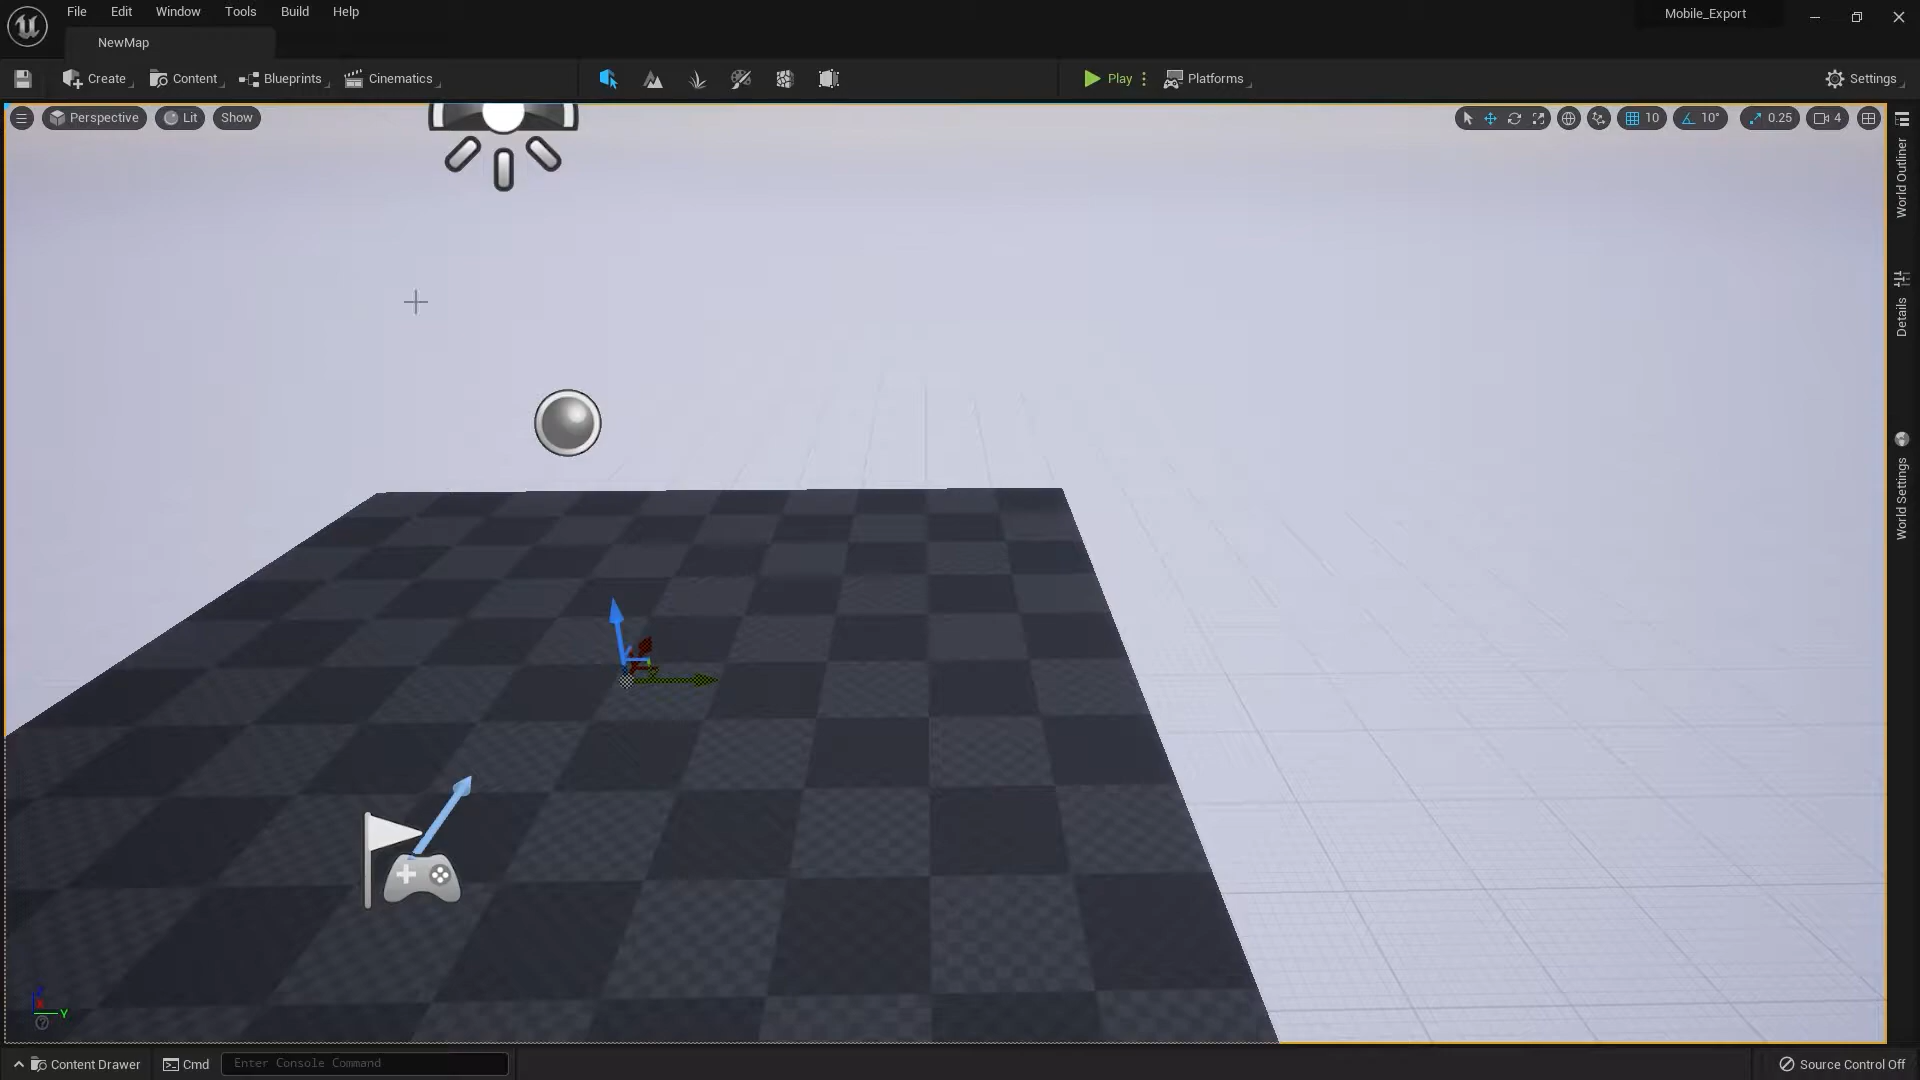 File Edit Window Tools Build Help
Mobile_Export
NewMap
Create Content Blueprints Cinematics Play Platforms Settings
Perspective Lit Show 10 10° 0.25 4
World Outliner
Details
World Settings
X
Y
Z
Content Drawer Cmd Enter Console Command Source Control Off